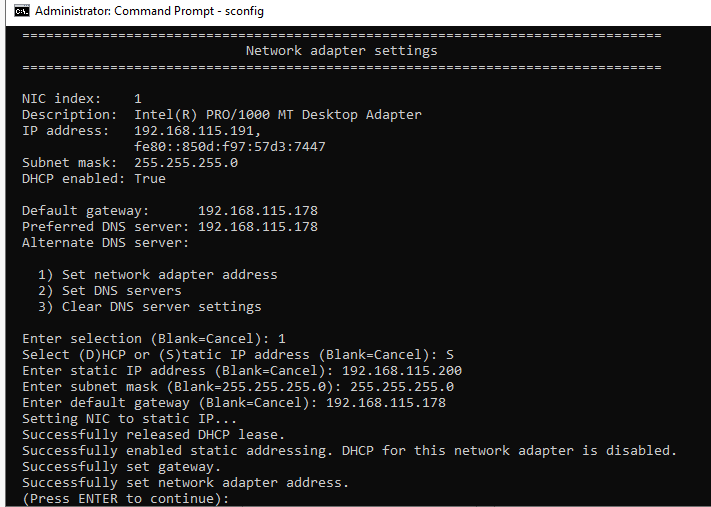 Administrator: Command Prompt - sconfig
================================================================================
Network adapter settings
================================================================================
NIC index:    1
Description:  Intel(R) PRO/1000 MT Desktop Adapter
IP address:   192.168.115.191,
fe80::850d:f97:57d3:7447
Subnet mask:  255.255.255.0
DHCP enabled: True
Default gateway:      192.168.115.178
Preferred DNS server: 192.168.115.178
Alternate DNS server:
1) Set network adapter address
2) Set DNS servers
3) Clear DNS server settings
Enter selection (Blank=Cancel): 1
Select (D)HCP or (S)tatic IP address (Blank=Cancel): S
Enter static IP address (Blank=Cancel): 192.168.115.200
Enter subnet mask (Blank=255.255.255.0): 255.255.255.0
Enter default gateway (Blank=Cancel): 192.168.115.178
Setting NIC to static IP...
Successfully released DHCP lease.
Successfully enabled static addressing. DHCP for this network adapter is disabled.
Successfully set gateway.
Successfully set network adapter address.
(Press ENTER to continue):